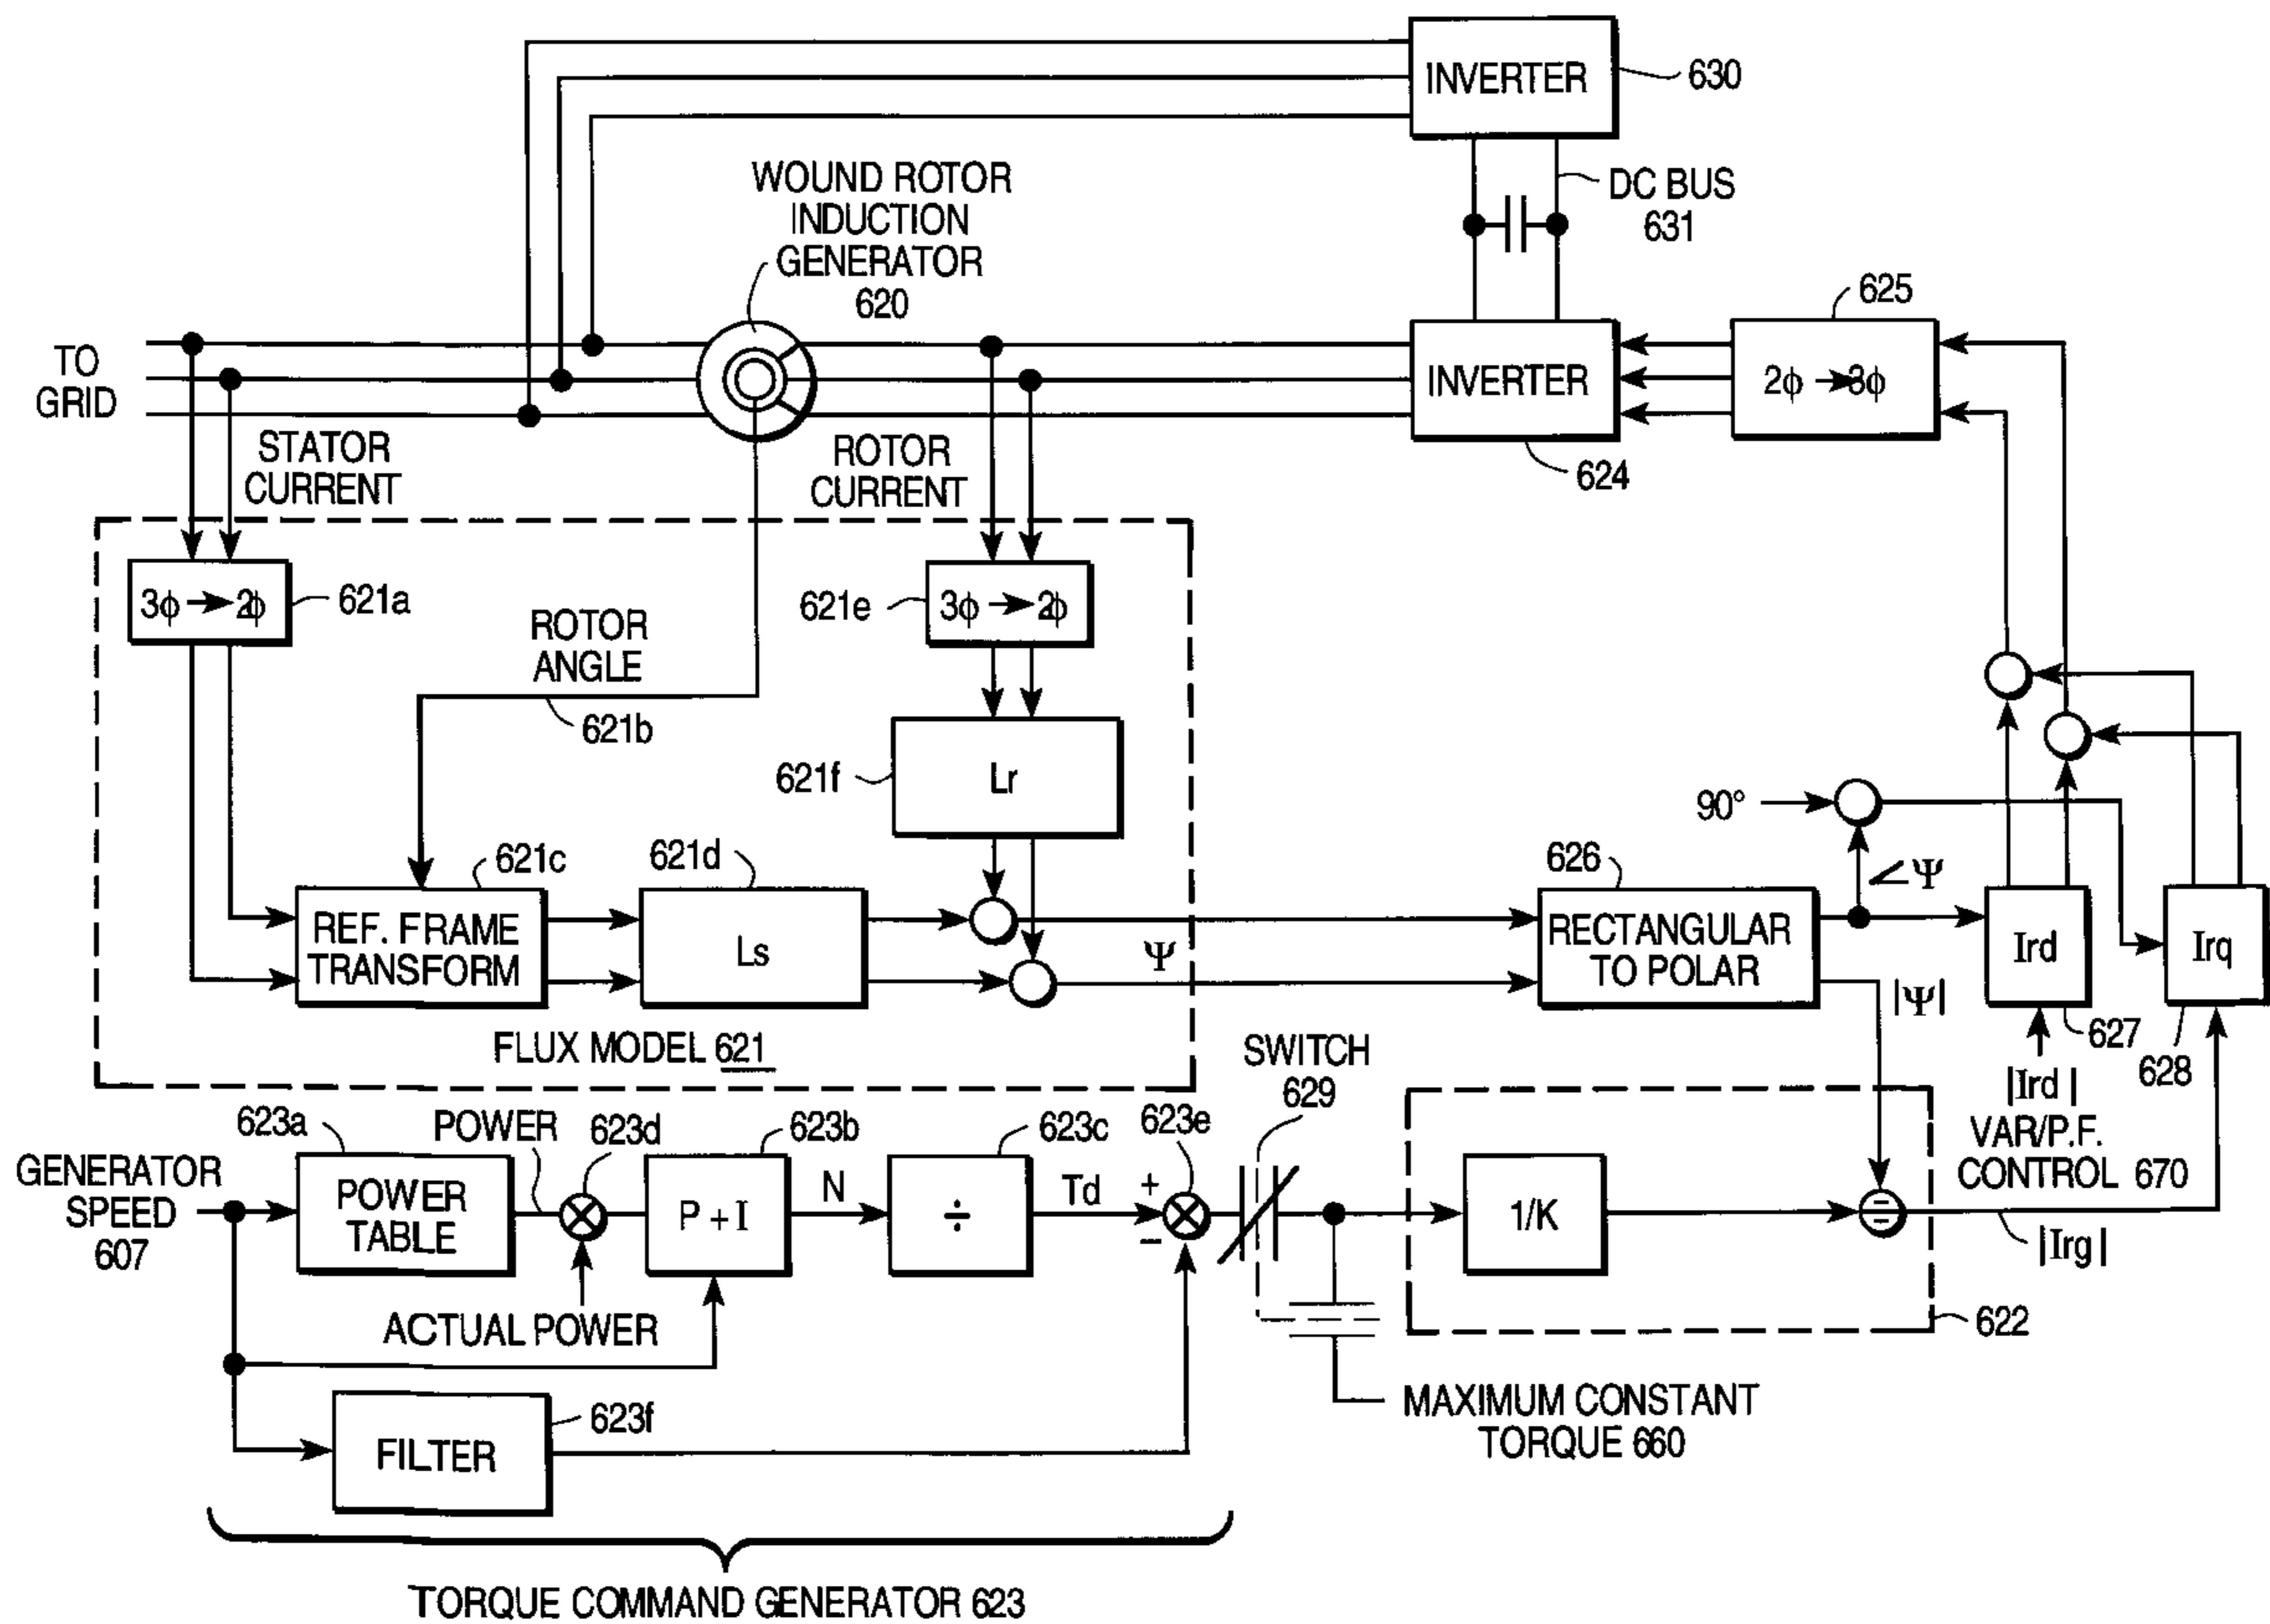 INVERTER
630
WOUND ROTOR
INDUCTION
GENERATOR
620
DC BUS
631
625
TO
GRID
INVERTER
2ϕ → 3ϕ
624
STATOR
CURRENT
ROTOR
CURRENT
3ϕ → 2ϕ
621a
621e
3ϕ → 2ϕ
ROTOR
ANGLE
621b
621f
Lr
90°
621c
621d
626
∠Ψ
REF. FRAME
TRANSFORM
Ls
Ψ
RECTANGULAR
TO POLAR
|Ψ|
Ird
Irq
627
628
FLUX MODEL 621
SWITCH
629
|Ird|
VAR/P.F.
CONTROL 670
623a
POWER
623d
623b
623c
623e
GENERATOR
SPEED
607
POWER
TABLE
P + I
N
÷
Td
+
−
1/K
÷
|Irg|
ACTUAL POWER
622
623f
FILTER
MAXIMUM CONSTANT
TORQUE 660
TORQUE COMMAND GENERATOR 623